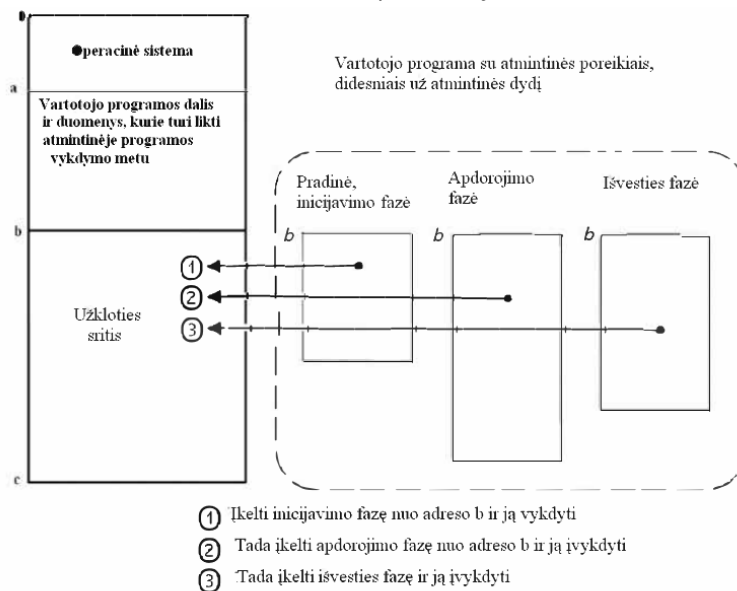 ●peracinė sistema
a
Vartotojo programos dalis
ir duomenys, kurie turi likti
atmintinėje programos
vykdymo metu
b
Užkloties
sritis
c
Vartotojo programa su atmintinės poreikiais,
didesniais už atmintinės dydį
Pradinė,
inicijavimo fazė
Apdorojimo
fazė
Išvesties fazė
b
b
b
1
2
3
1 Įkelti inicijavimo fazę nuo adreso b ir ją vykdyti
2 Tada įkelti apdorojimo fazę nuo adreso b ir ją įvykdyti
3 Tada įkelti išvesties fazę ir ją įvykdyti